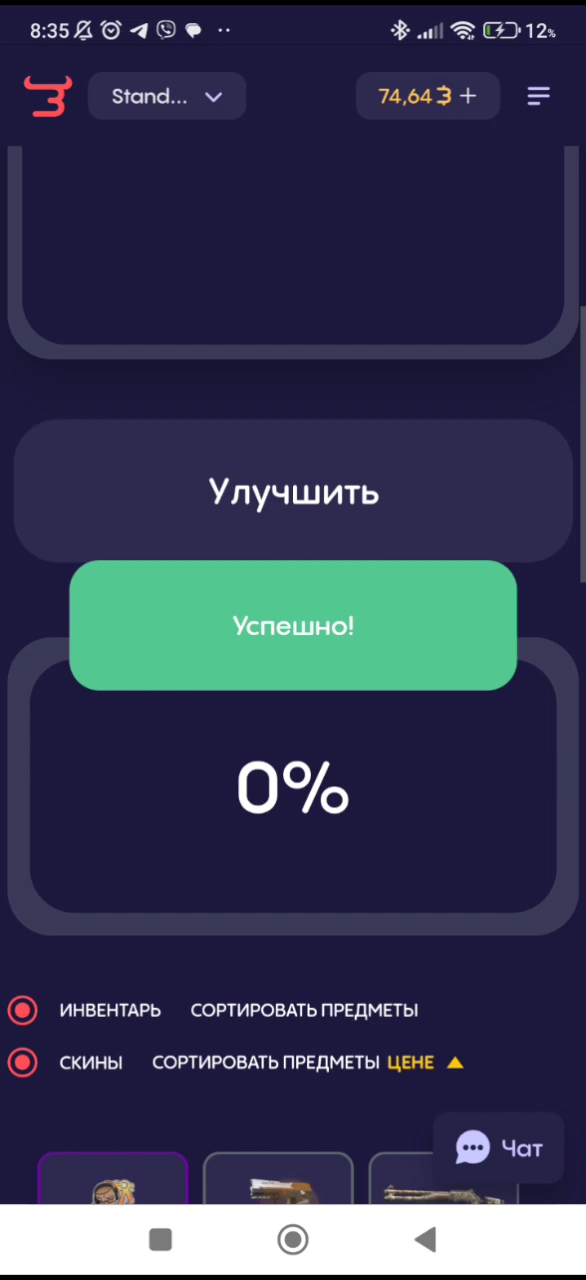 8:35 12%
Stand... 74,64 +
Улучшить
Успешно!
0%
ИНВЕНТАРЬ СОРТИРОВАТЬ ПРЕДМЕТЫ
СКИНЫ СОРТИРОВАТЬ ПРЕДМЕТЫ ЦЕНЕ
Чат